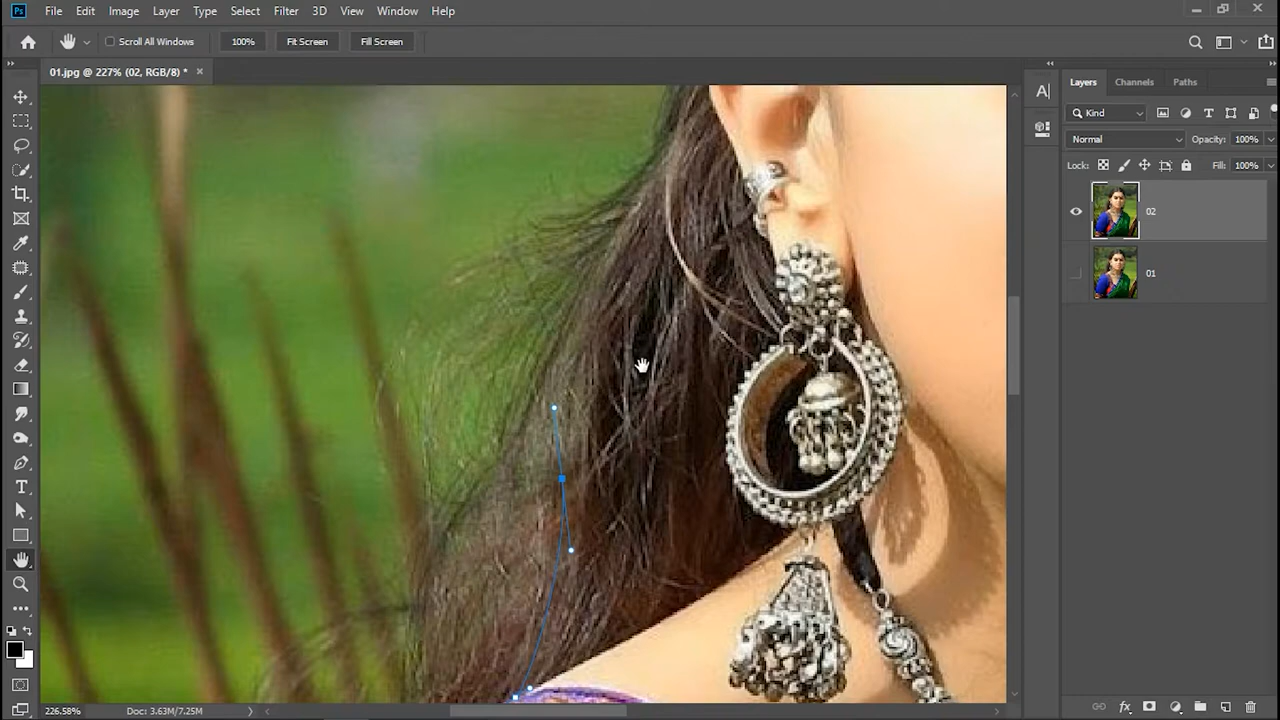 Ps File Edit Image Layer Type Select Filter 3D View Window Help
Scroll All Windows 100% Fit Screen Fill Screen
01.jpg @ 227% (02, RGB/8) * ×
Layers Channels Paths
Kind
Normal Opacity: 100%
Lock: Fill: 100%
02
01
226.58% Doc: 3.63M/7.25M